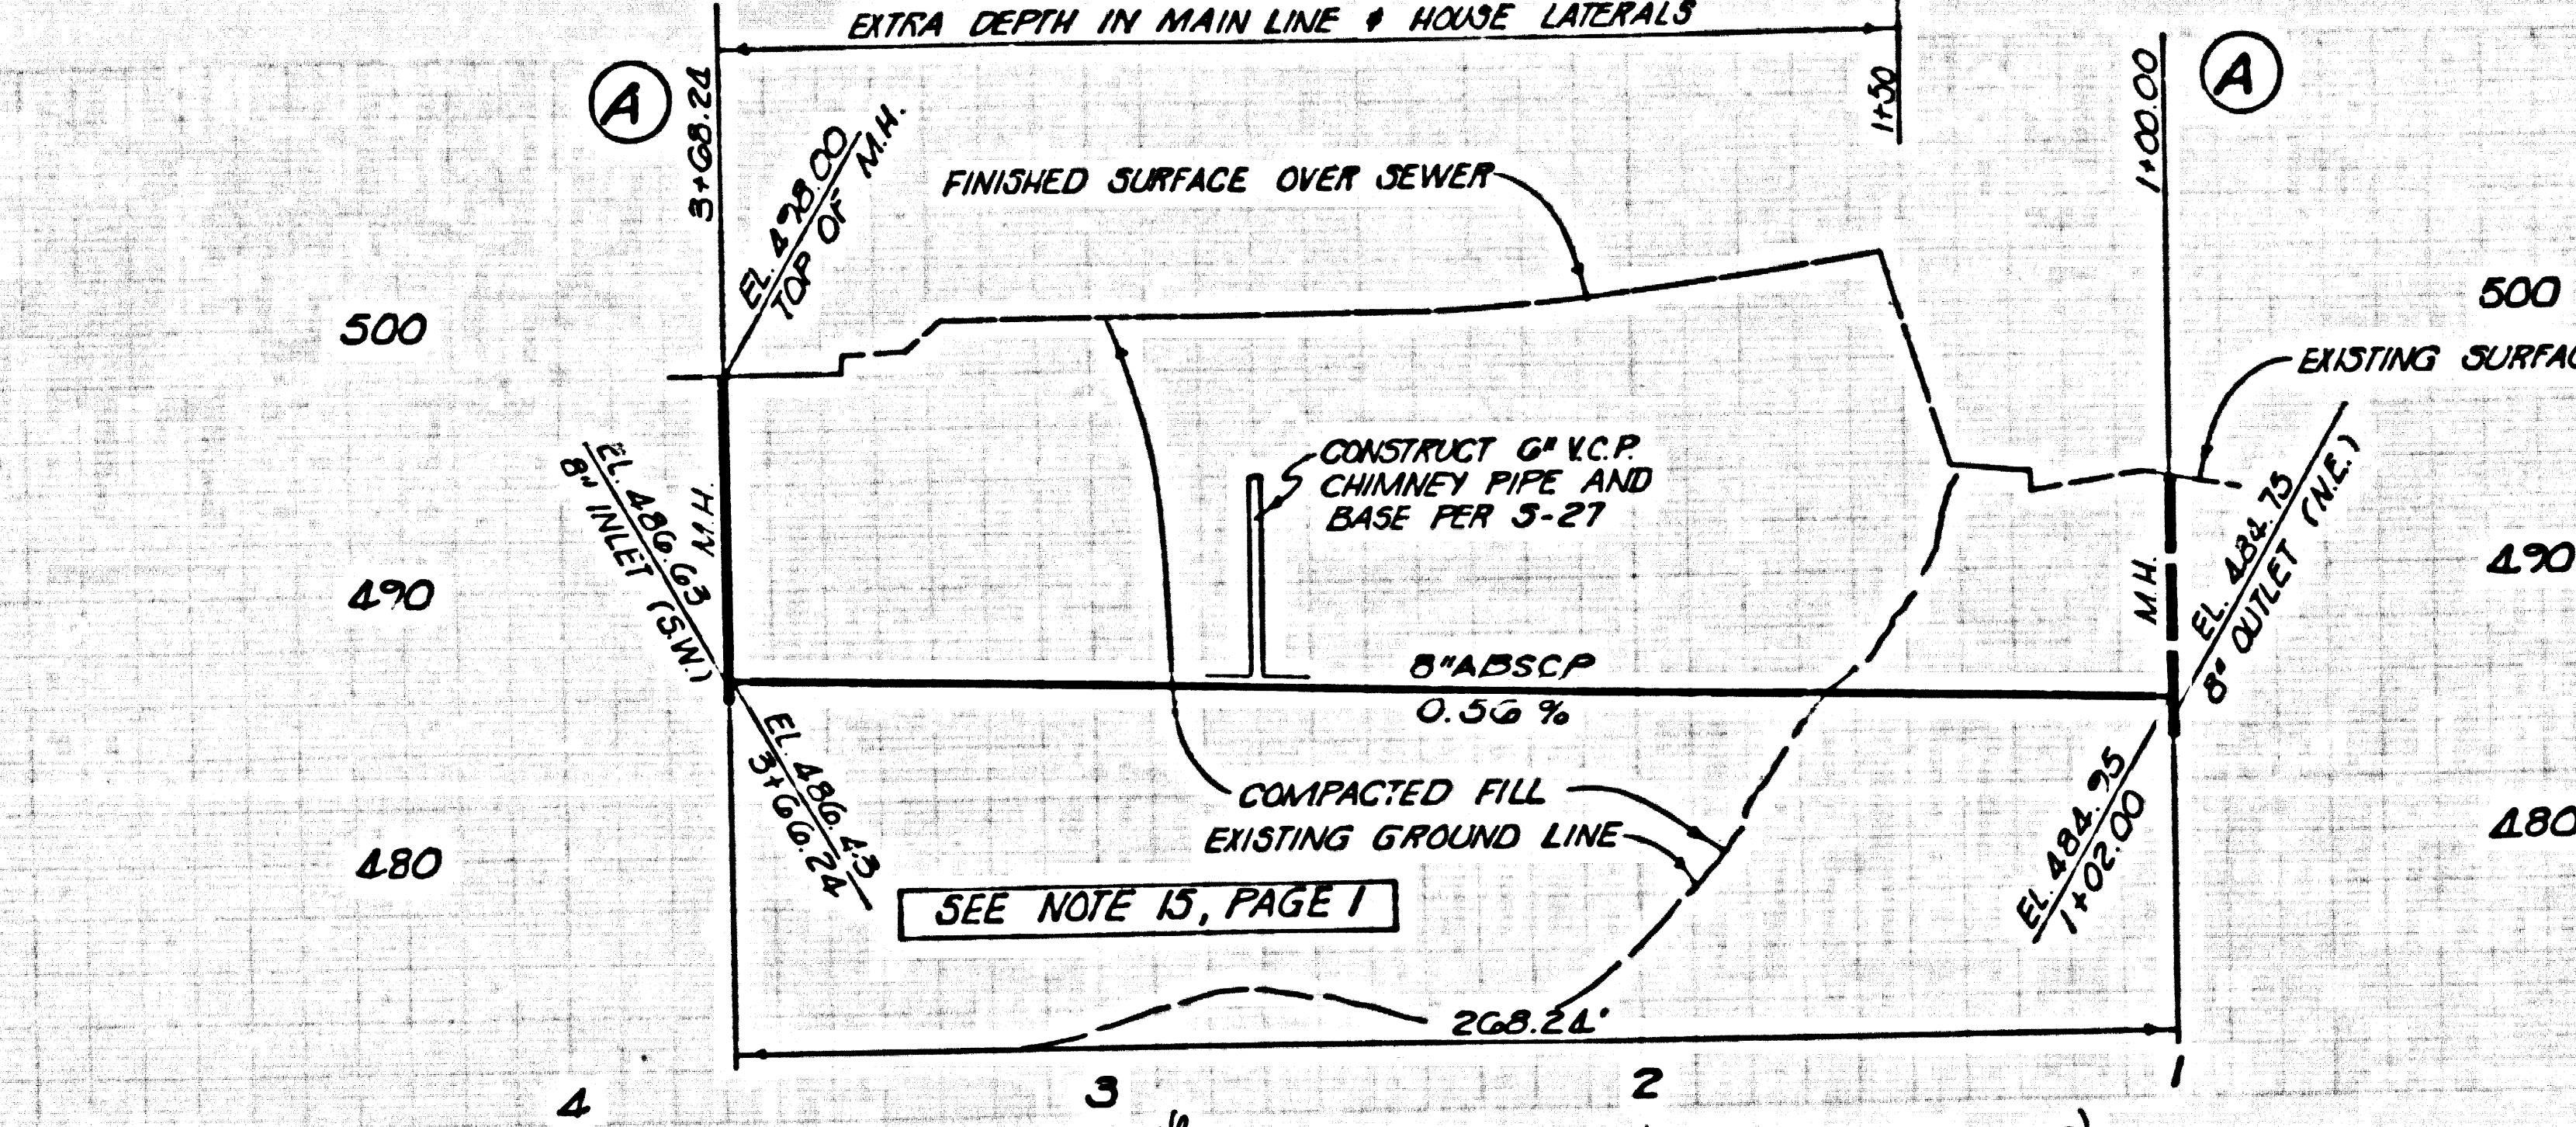 EXTRA DEPTH IN MAIN LINE & HOUSE LATERALS
A
3+68.24
1+50
1+00.00
A
EL. 498.00
TOP OF M.H.
FINISHED SURFACE OVER SEWER
500
500
EXISTING SURFAC
CONSTRUCT 6" V.C.P.
CHIMNEY PIPE AND
BASE PER S-27
EL. 486.63
8" INLET (S.W.)
M.H.
490
M.H.
EL. 484.75
8" OUTLET (N.E.)
490
8" ABSCP
0.56 %
EL. 486.43
3+66.24
COMPACTED FILL
EXISTING GROUND LINE
EL. 484.95
1+02.00
480
480
SEE NOTE 15, PAGE 1
268.24'
4
3
2
1